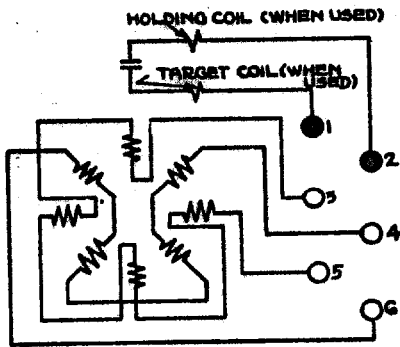 HOLDING COIL (WHEN USED)
TARGET COIL (WHEN
USED)
1
2
3
4
5
6